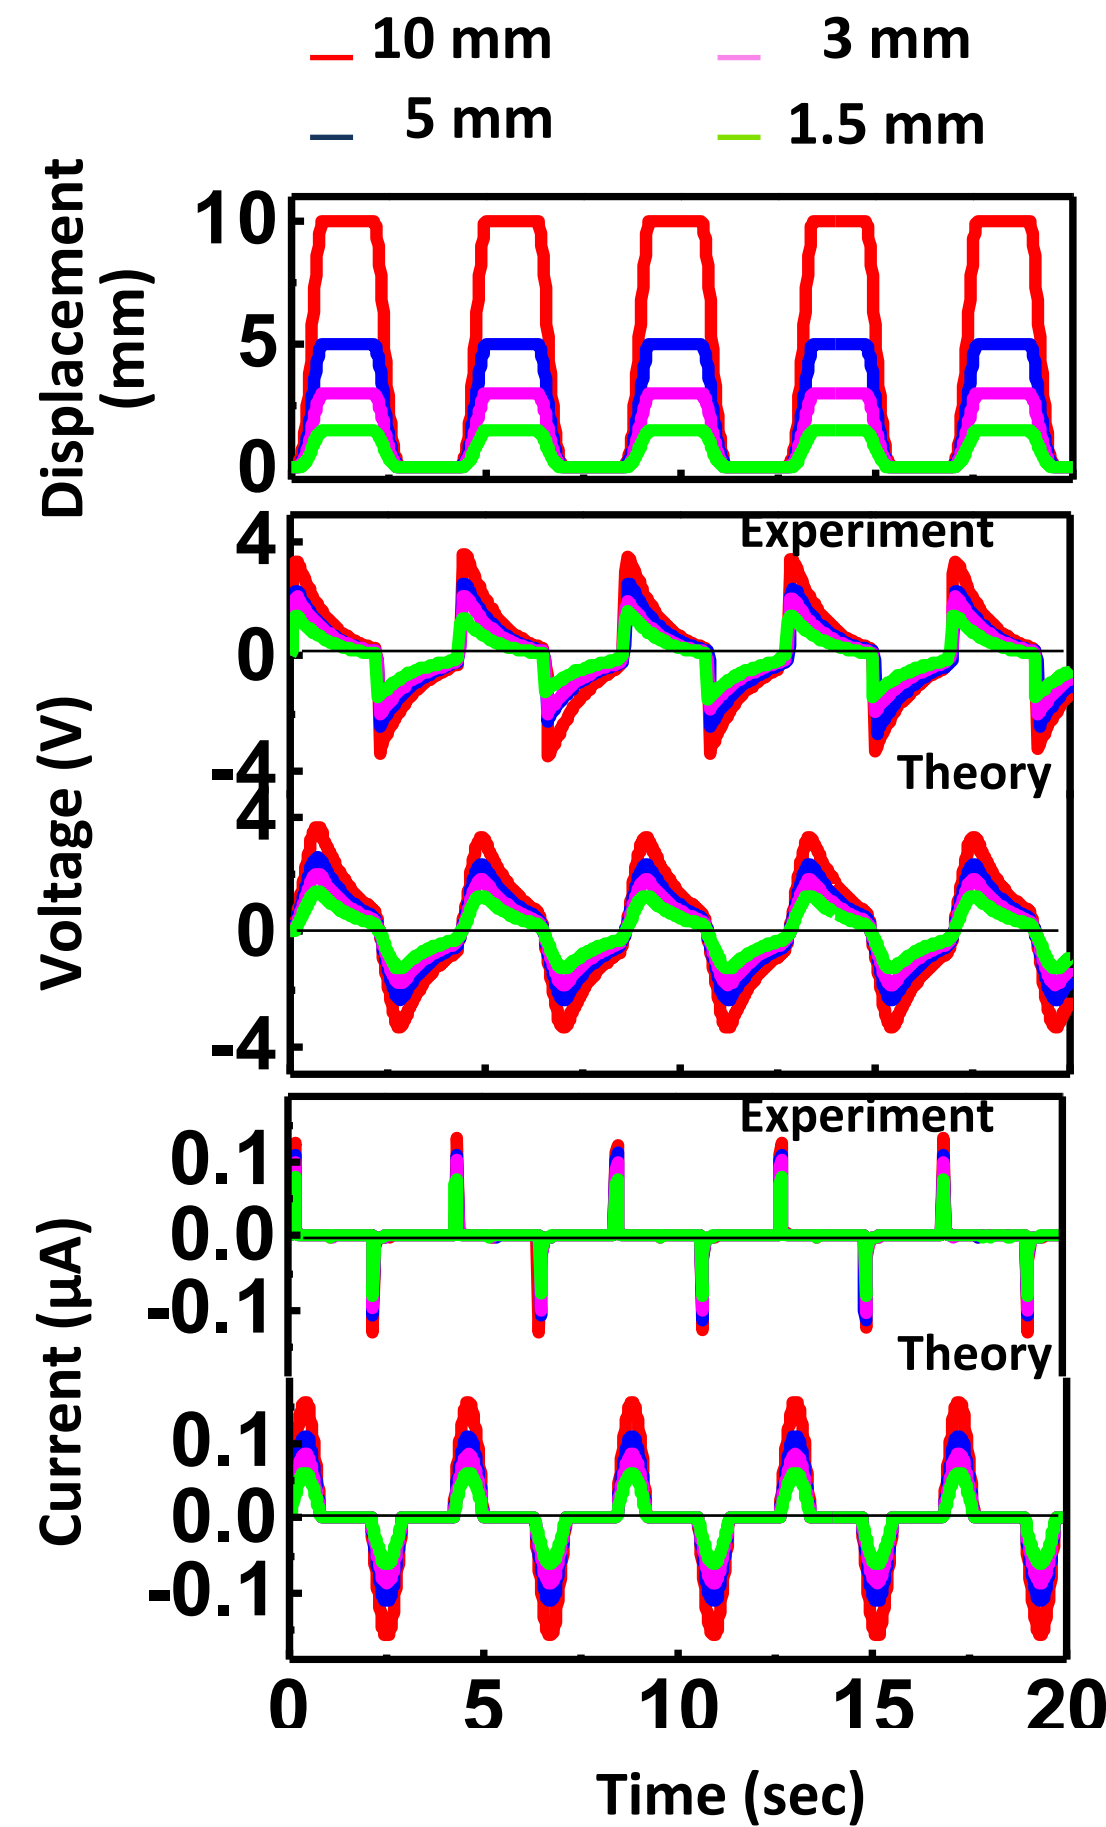 10 mm
3 mm
5 mm
1.5 mm
Displacement
(mm)
10
5
0
Experiment
4
0
-4
Theory
Voltage (V)
4
0
-4
Experiment
0.1
0.0
-0.1
Theory
Current (μA)
0.1
0.0
-0.1
0 5 10 15 20
Time (sec)